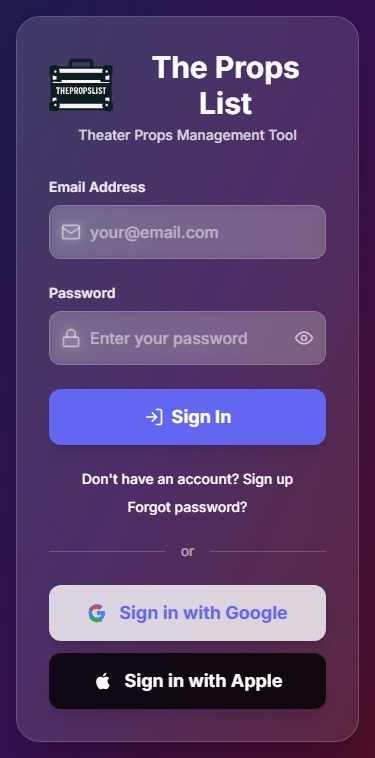 THEPROPSLIST
The Props
List
Theater Props Management Tool
Email Address
your@email.com
Password
Enter your password
Sign In
Don't have an account? Sign up
Forgot password?
or
Sign in with Google
Sign in with Apple